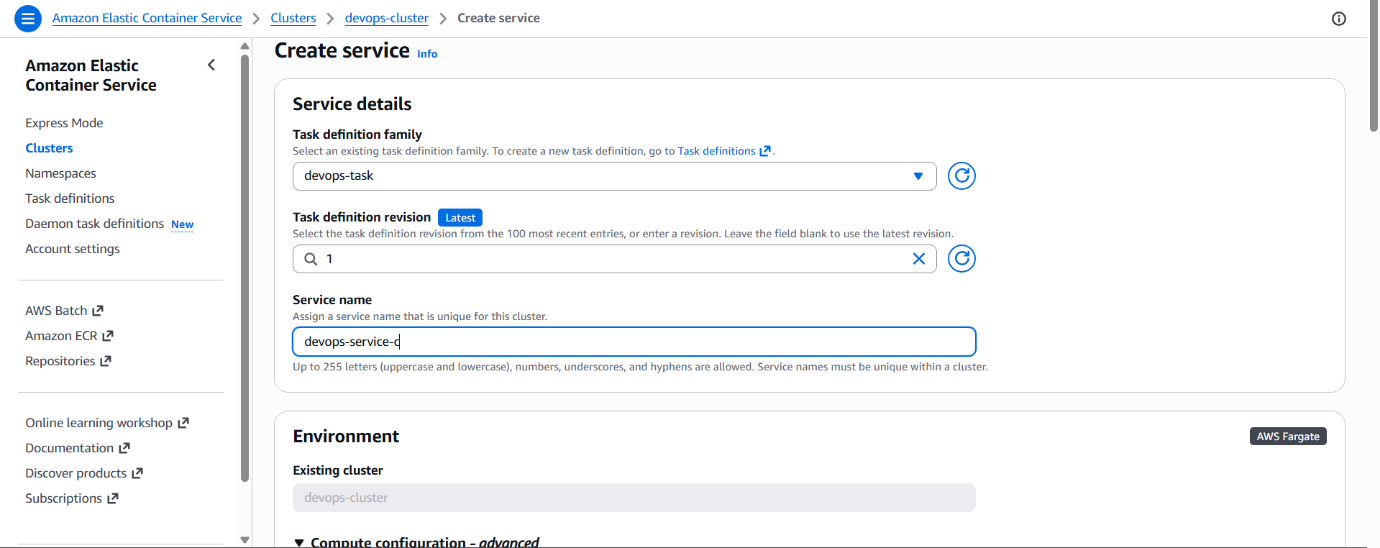 Amazon Elastic Container Service > Clusters > devops-cluster > Create service
Amazon Elastic
Container Service
Express Mode
Clusters
Namespaces
Task definitions
Daemon task definitions New
Account settings
AWS Batch
Amazon ECR
Repositories
Online learning workshop
Documentation
Discover products
Subscriptions
Create service Info
Service details
Task definition family
Select an existing task definition family. To create a new task definition, go to Task definitions .
devops-task
Task definition revision Latest
Select the task definition revision from the 100 most recent entries, or enter a revision. Leave the field blank to use the latest revision.
1
Service name
Assign a service name that is unique for this cluster.
devops-service-c
Up to 255 letters (uppercase and lowercase), numbers, underscores, and hyphens are allowed. Service names must be unique within a cluster.
Environment AWS Fargate
Existing cluster
devops-cluster
Compute configuration - advanced